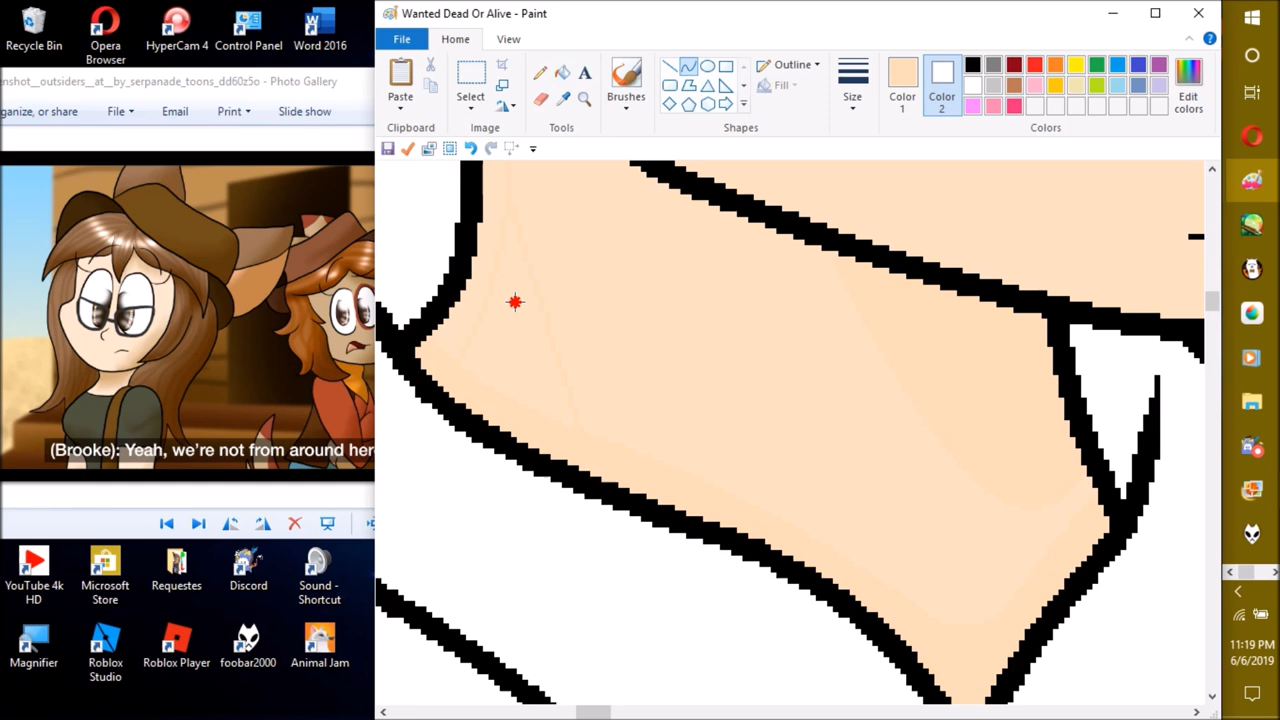 Recycle Bin
Opera Browser
HyperCam 4
Control Panel
Word 2016
nshot_outsiders__at__by_serpanade_toons_dd60z5o - Photo Gallery
ganize, or share
File
Email
Print
Slide show
(Brooke): Yeah, we're not from around her
YouTube 4k HD
Microsoft Store
Requestes
Discord
Sound - Shortcut
Magnifier
Roblox Studio
Roblox Player
foobar2000
Animal Jam
Wanted Dead Or Alive - Paint
File
Home
View
Paste
Select
Brushes
Outline
Fill
Size
Color 1
Color 2
Edit colors
Clipboard
Image
Tools
Shapes
Colors
11:19 PM
6/6/2019